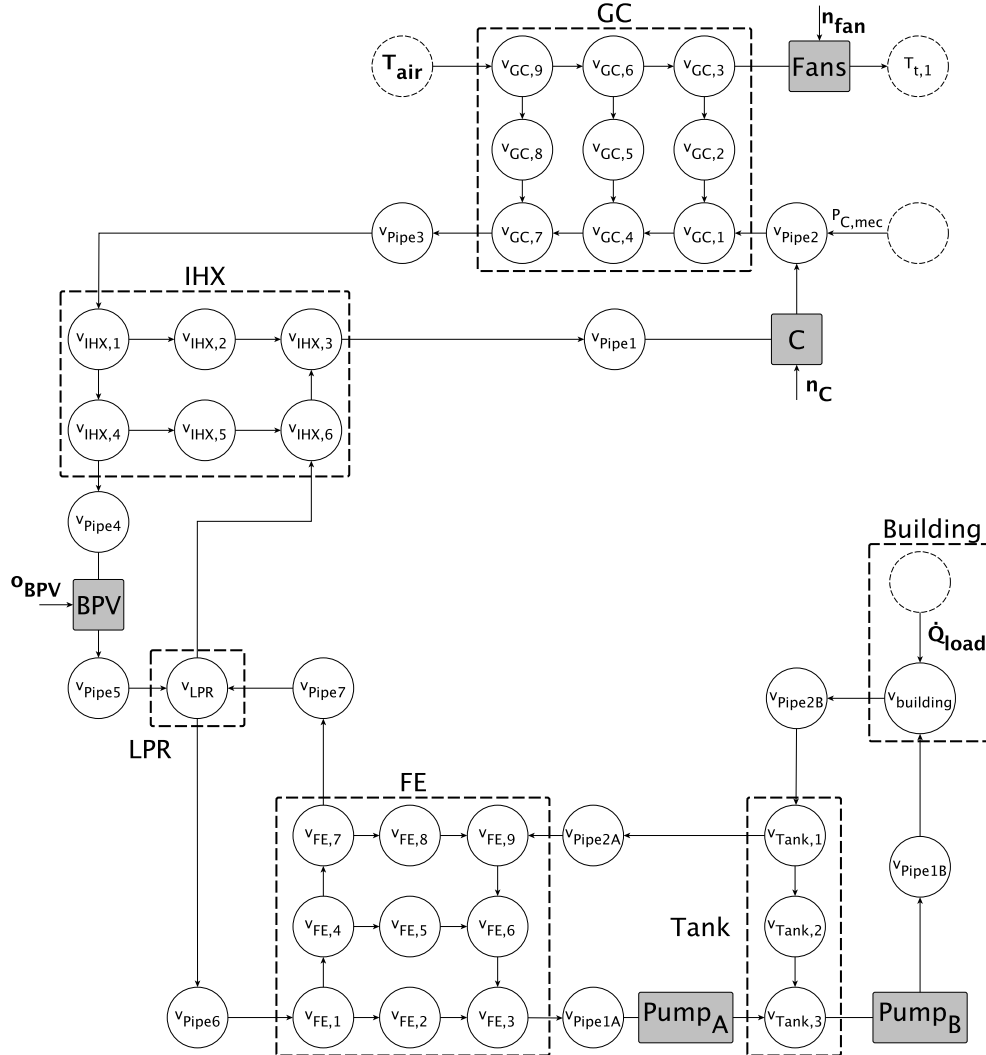 GC
n_fan
T_air
v_GC,9
v_GC,6
v_GC,3
Fans
T_t,1
v_GC,8
v_GC,5
v_GC,2
v_Pipe3
v_GC,7
v_GC,4
v_GC,1
v_Pipe2
P_C,mec
IHX
v_IHX,1
v_IHX,2
v_IHX,3
v_Pipe1
C
n_C
v_IHX,4
v_IHX,5
v_IHX,6
v_Pipe4
Building
o_BPV
BPV
Q̇_load
v_Pipe5
v_LPR
v_Pipe7
v_Pipe2B
v_building
LPR
FE
v_FE,7
v_FE,8
v_FE,9
v_Pipe2A
v_Tank,1
v_Pipe1B
v_FE,4
v_FE,5
v_FE,6
Tank
v_Tank,2
v_Pipe6
v_FE,1
v_FE,2
v_FE,3
v_Pipe1A
Pump_A
v_Tank,3
Pump_B